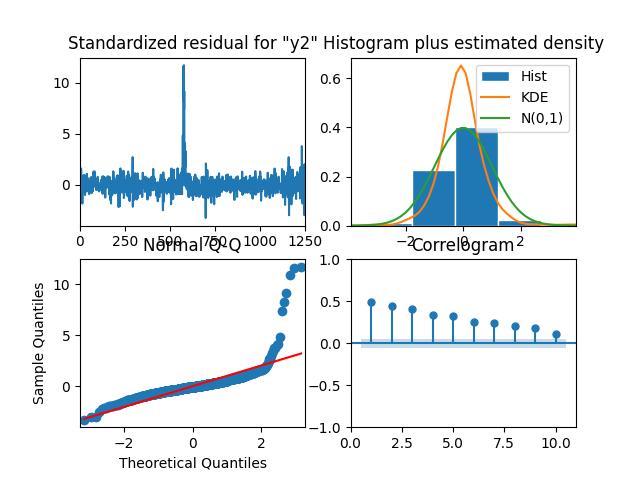 Standardized residual for "y2"
10
5
0
0 250 500 750 1000 1250
Histogram plus estimated density
0.6
0.4
0.2
0.0
−2 0 2
Hist
KDE
N(0,1)
Normal Q-Q
Sample Quantiles
10
5
0
−2 0 2
Theoretical Quantiles
Correlogram
1.0
0.5
0.0
−0.5
−1.0
0.0 2.5 5.0 7.5 10.0